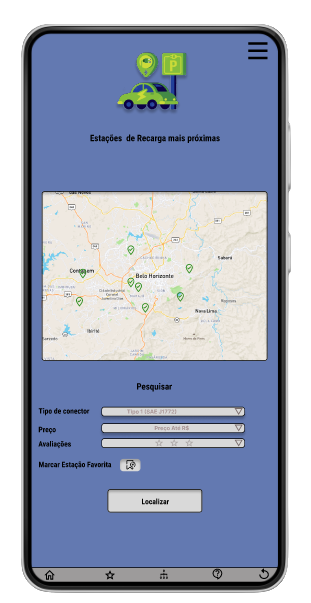 P
Estações de Recarga mais próximas
Contagem
Belo Horizonte
Sabará
Nova Lima
Ibirité
Pesquisar
Tipo de conector
Tipo 1 (SAE J1772)
Preço
Preço Até R$
Avaliações
Marcar Estação Favorita
Localizar